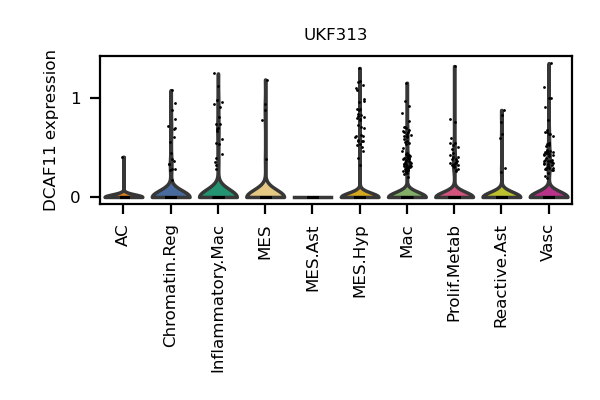 UKF313
DCAF11 expression
1
0
AC
Chromatin.Reg
Inflammatory.Mac
MES
MES.Ast
MES.Hyp
Mac
Prolif.Metab
Reactive.Ast
Vasc